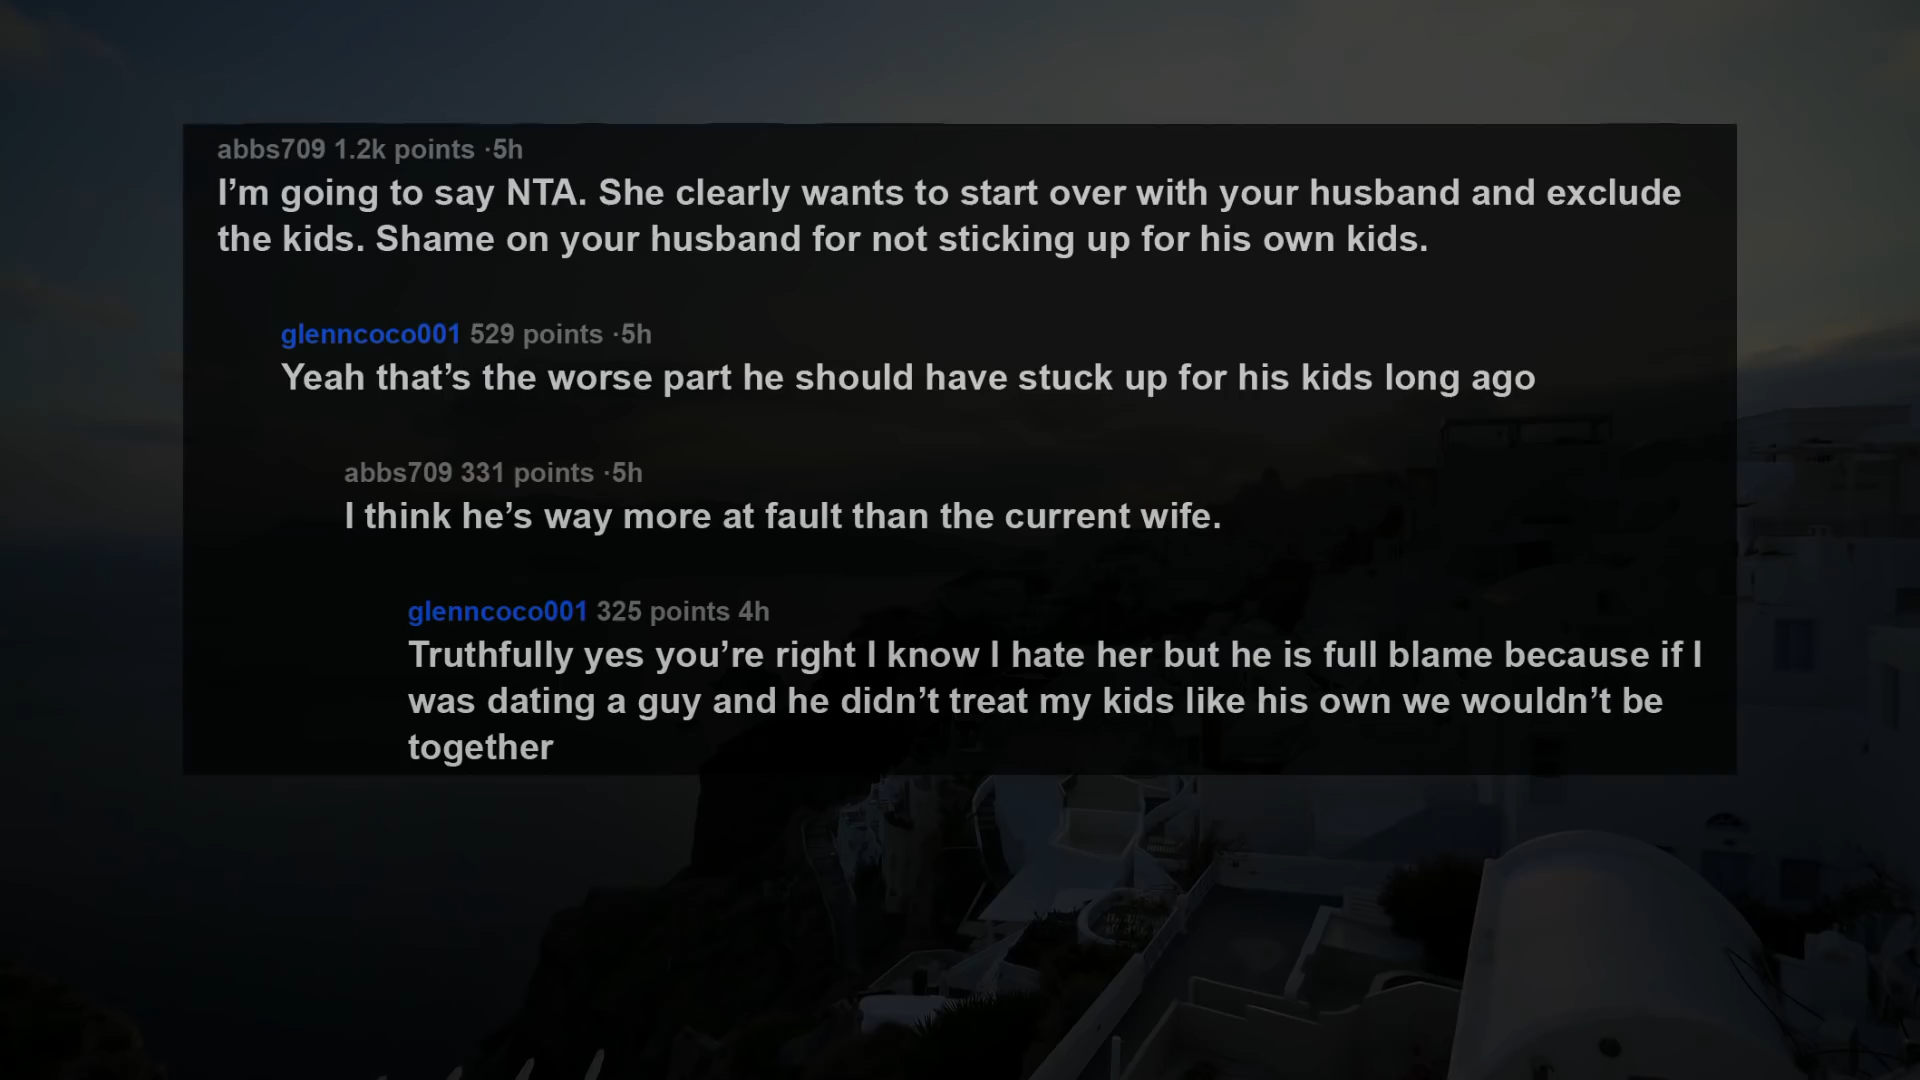 abbs709 1.2k points ·5h
I’m going to say NTA. She clearly wants to start over with your husband and exclude
the kids. Shame on your husband for not sticking up for his own kids.
glenncoco001 529 points ·5h
Yeah that’s the worse part he should have stuck up for his kids long ago
abbs709 331 points ·5h
I think he’s way more at fault than the current wife.
glenncoco001 325 points 4h
Truthfully yes you’re right I know I hate her but he is full blame because if I
was dating a guy and he didn’t treat my kids like his own we wouldn’t be
together